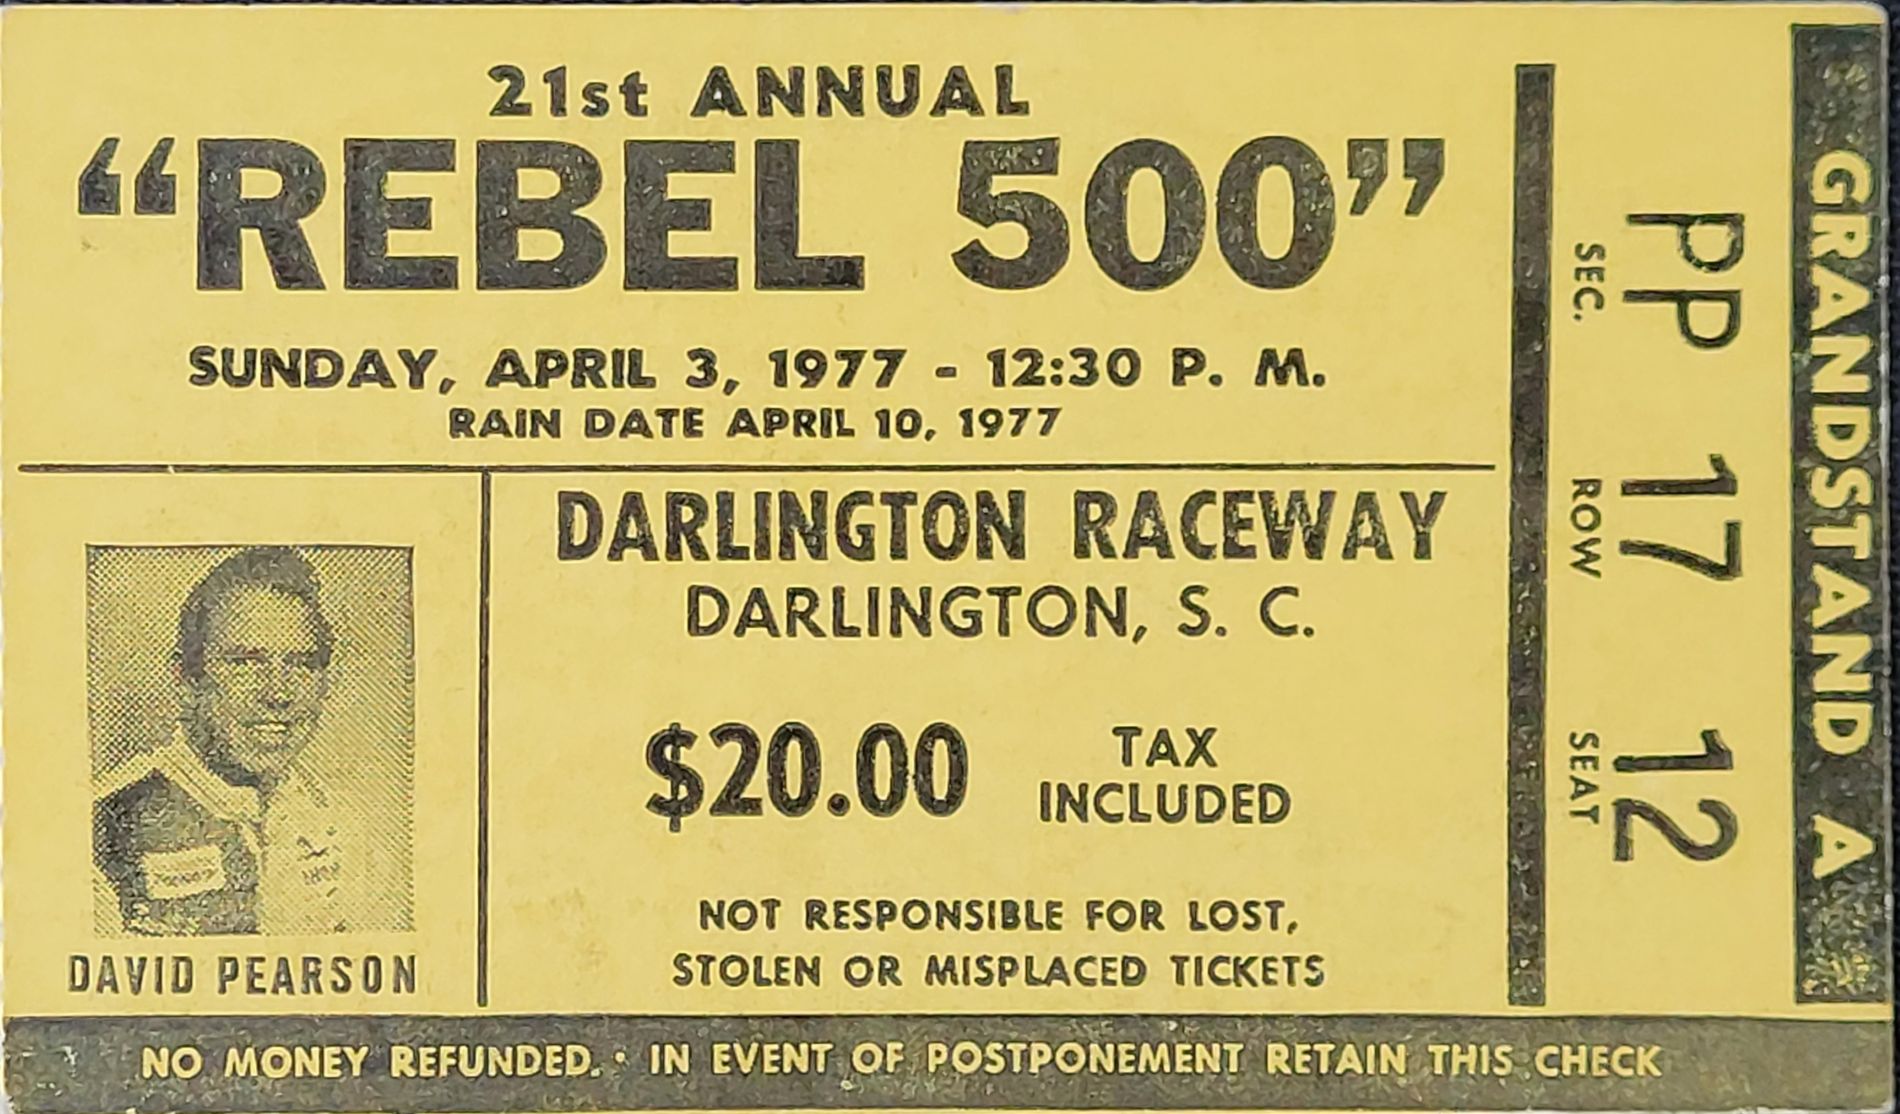 21st ANNUAL
“REBEL 500”
SUNDAY, APRIL 3, 1977 - 12:30 P. M.
RAIN DATE APRIL 10, 1977
DAVID PEARSON
DARLINGTON RACEWAY
DARLINGTON, S. C.
$20.00 TAX
INCLUDED
NOT RESPONSIBLE FOR LOST,
STOLEN OR MISPLACED TICKETS
NO MONEY REFUNDED. • IN EVENT OF POSTPONEMENT RETAIN THIS CHECK
GRANDSTAND A
PP 17 12
SEC. ROW SEAT